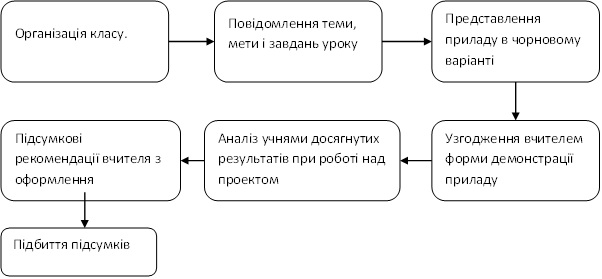 Організація класу.
Повідомлення теми,
мети і завдань уроку
Представлення
приладу в чорновому
варіанті
Узгодження вчителем
форми демонстрації
приладу
Аналіз учнями досягнутих
результатів при роботі над
проектом
Підсумкові
рекомендації вчителя з
оформлення
Підбиття підсумків